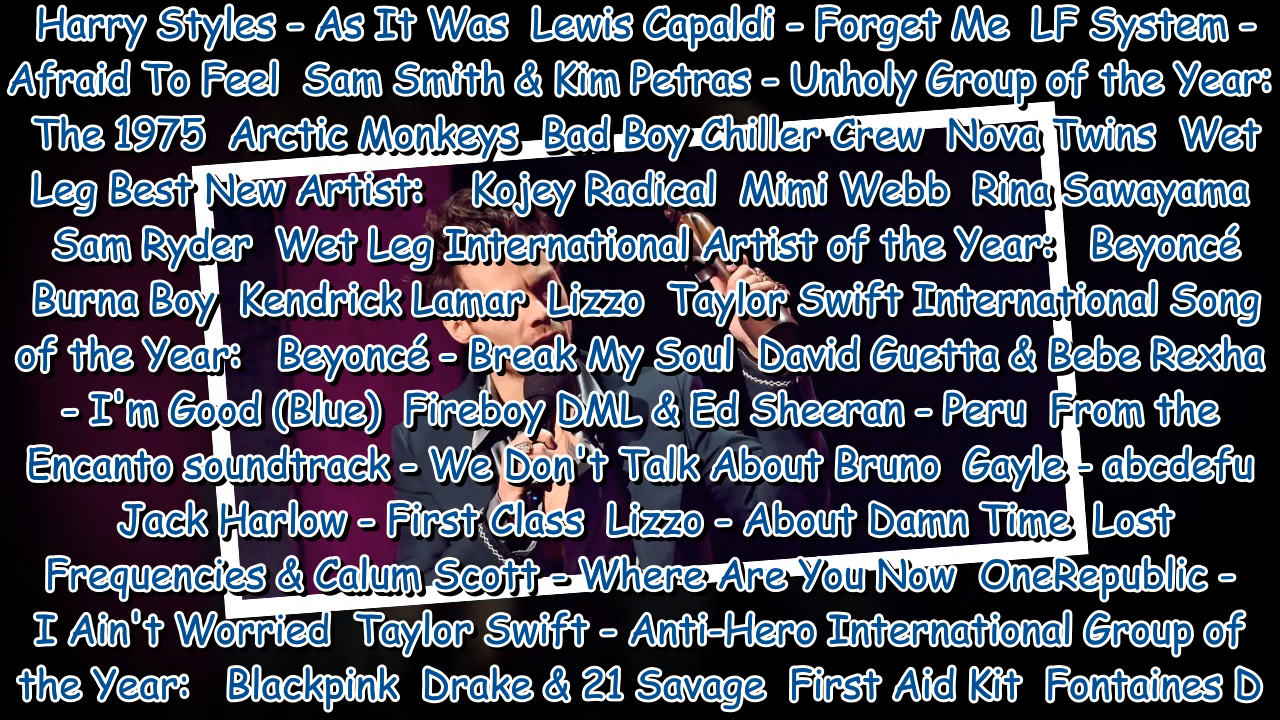 Harry Styles - As It Was Lewis Capaldi - Forget Me LF System -
Afraid To Feel Sam Smith & Kim Petras - Unholy Group of the Year:
The 1975 Arctic Monkeys Bad Boy Chiller Crew Nova Twins Wet
Leg Best New Artist: Kojey Radical Mimi Webb Rina Sawayama
Sam Ryder Wet Leg International Artist of the Year: Beyoncé
Burna Boy Kendrick Lamar Lizzo Taylor Swift International Song
of the Year: Beyoncé - Break My Soul David Guetta & Bebe Rexha
- I'm Good (Blue) Fireboy DML & Ed Sheeran - Peru From the
Encanto soundtrack - We Don't Talk About Bruno Gayle - abcdefu
Jack Harlow - First Class Lizzo - About Damn Time Lost
Frequencies & Calum Scott - Where Are You Now OneRepublic -
I Ain't Worried Taylor Swift - Anti-Hero International Group of
the Year: Blackpink Drake & 21 Savage First Aid Kit Fontaines D